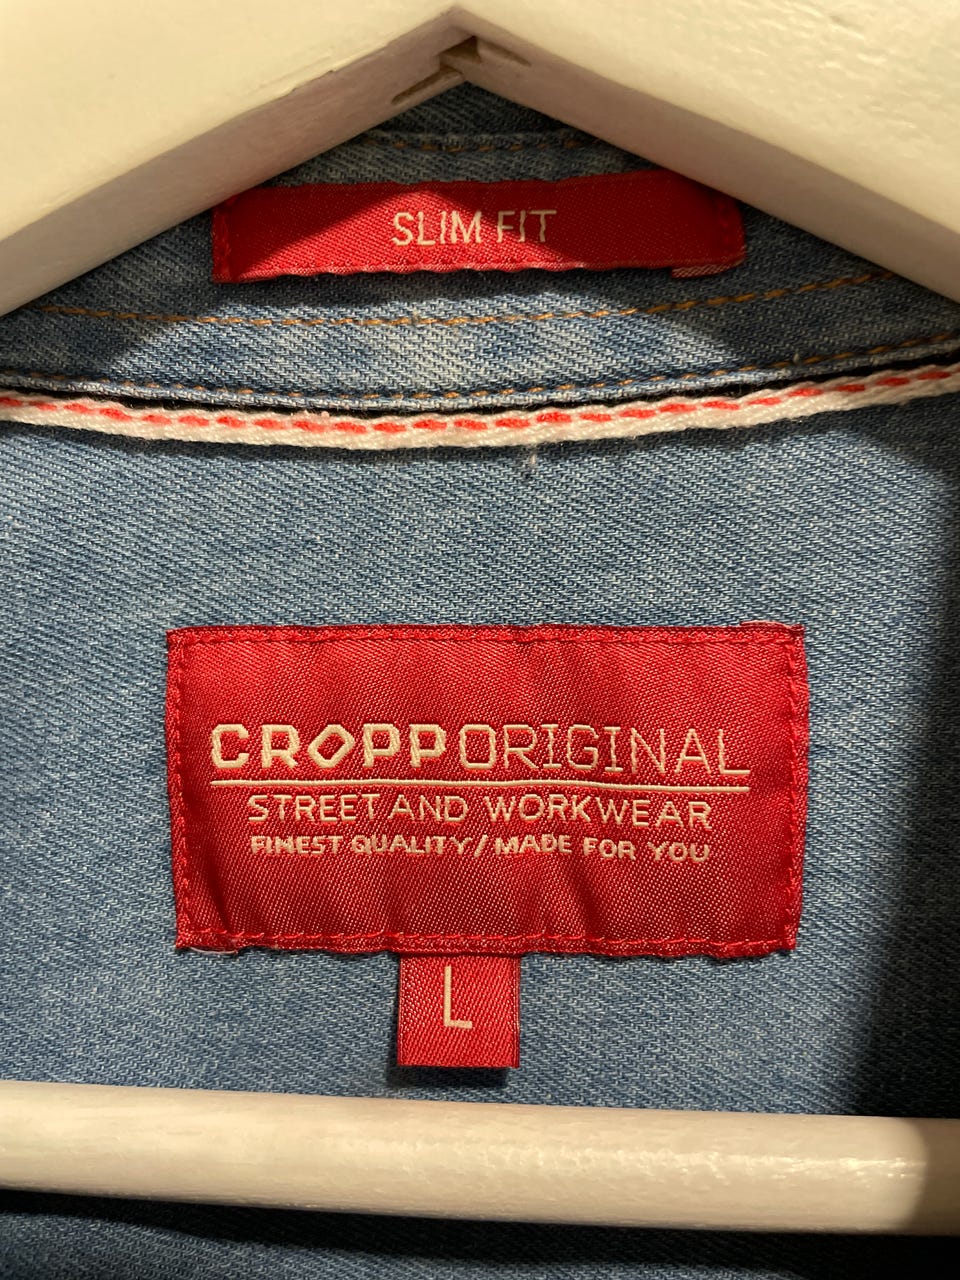 SLIM FIT
CROPPORIGINAL
STREET AND WORKWEAR
FINEST QUALITY/ MADE FOR YOU
L